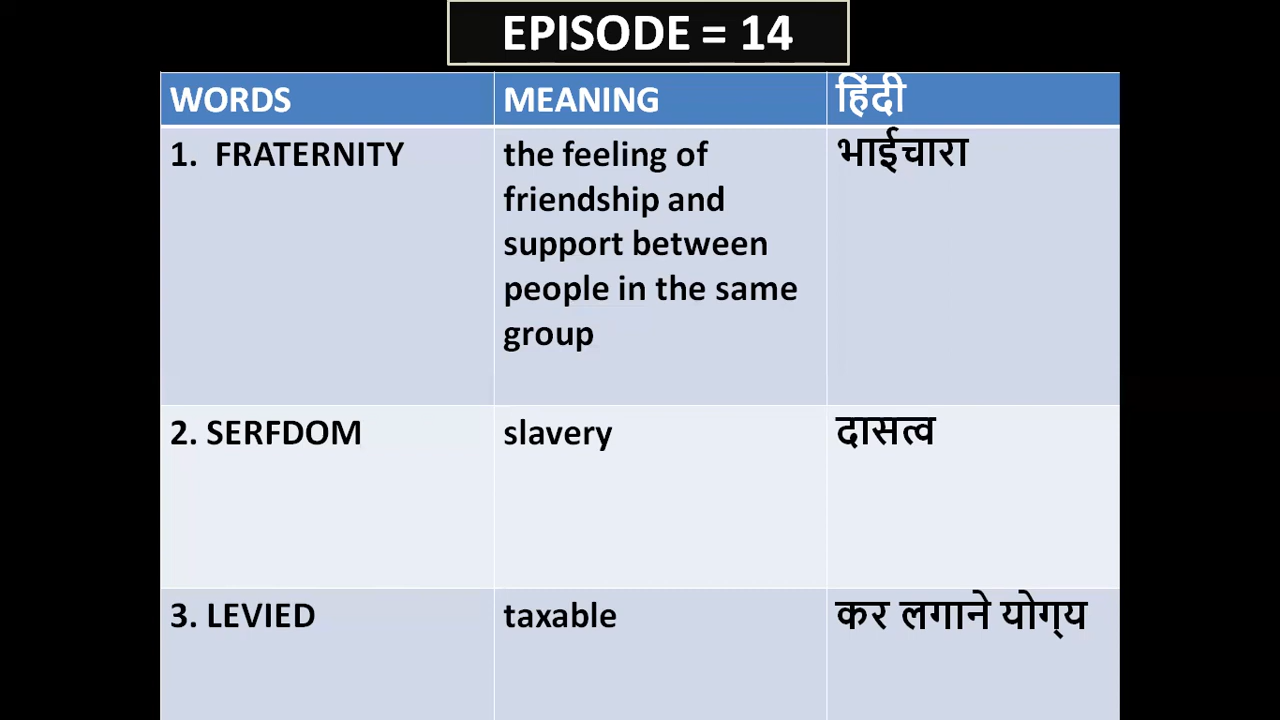 EPISODE = 14
WORDS MEANING हिंदी
1. FRATERNITY the feeling of भाईचारा
friendship and
support between
people in the same
group
2. SERFDOM slavery दासत्व
3. LEVIED taxable कर लगाने योग्य